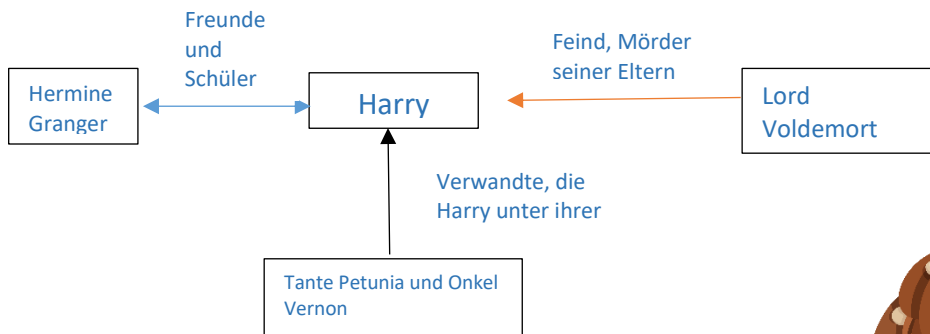 Freunde
und
Schüler
Feind, Mörder
seiner Eltern
Hermine
Granger
Harry
Lord
Voldemort
Verwandte, die
Harry unter ihrer
Tante Petunia und Onkel
Vernon